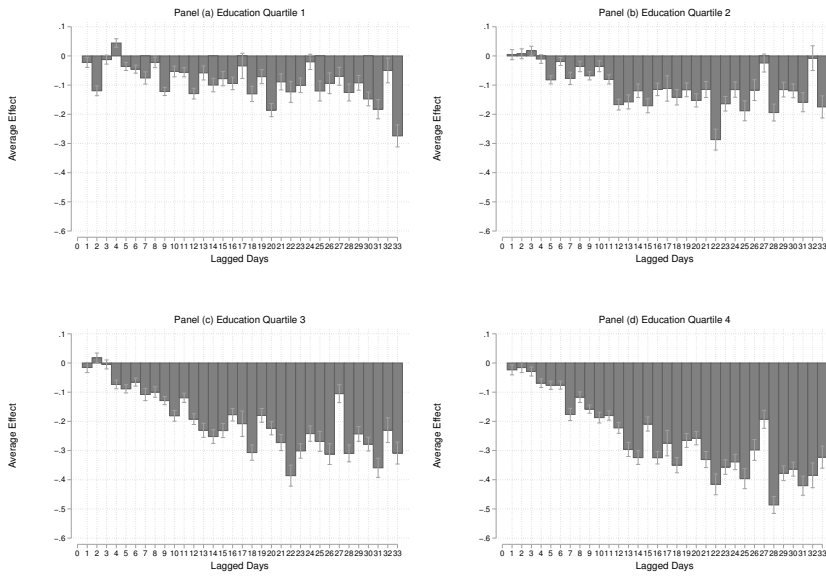 Panel (a) Education Quartile 1
.1
0
-.1
-.2
-.3
-.4
-.5
-.6
Average Effect
0 1 2 3 4 5 6 7 8 9 10 11 12 13 14 15 16 17 18 19 20 21 22 23 24 25 26 27 28 29 30 31 32 33
Lagged Days
Panel (b) Education Quartile 2
.1
0
-.1
-.2
-.3
-.4
-.5
-.6
Average Effect
0 1 2 3 4 5 6 7 8 9 10 11 12 13 14 15 16 17 18 19 20 21 22 23 24 25 26 27 28 29 30 31 32 33
Lagged Days
Panel (c) Education Quartile 3
.1
0
-.1
-.2
-.3
-.4
-.5
-.6
Average Effect
0 1 2 3 4 5 6 7 8 9 10 11 12 13 14 15 16 17 18 19 20 21 22 23 24 25 26 27 28 29 30 31 32 33
Lagged Days
Panel (d) Education Quartile 4
.1
0
-.1
-.2
-.3
-.4
-.5
-.6
Average Effect
0 1 2 3 4 5 6 7 8 9 10 11 12 13 14 15 16 17 18 19 20 21 22 23 24 25 26 27 28 29 30 31 32 33
Lagged Days